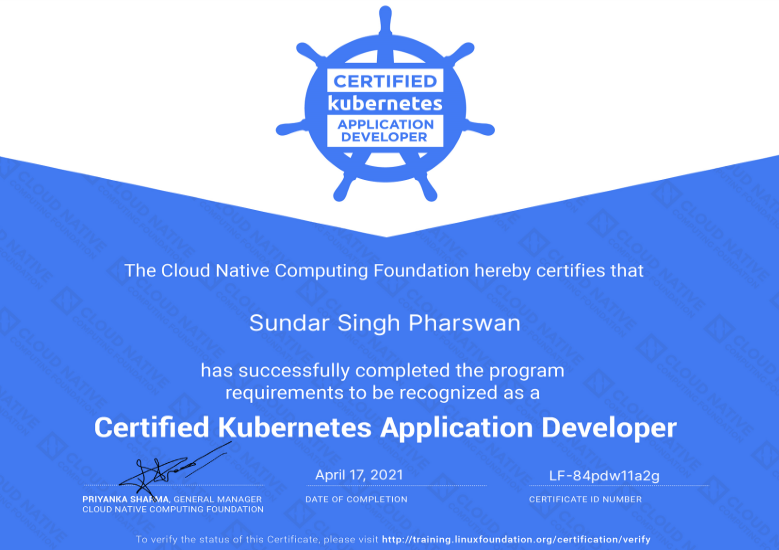 CERTIFIED
kubernetes
APPLICATION
DEVELOPER
The Cloud Native Computing Foundation hereby certifies that
Sundar Singh Pharswan
has successfully completed the program
requirements to be recognized as a
Certified Kubernetes Application Developer
April 17, 2021
LF-84pdw11a2g
PRIYANKA SHARMA, GENERAL MANAGER
CLOUD NATIVE COMPUTING FOUNDATION
DATE OF COMPLETION
CERTIFICATE ID NUMBER
To verify the status of this Certificate, please visit http://training.linuxfoundation.org/certification/verify